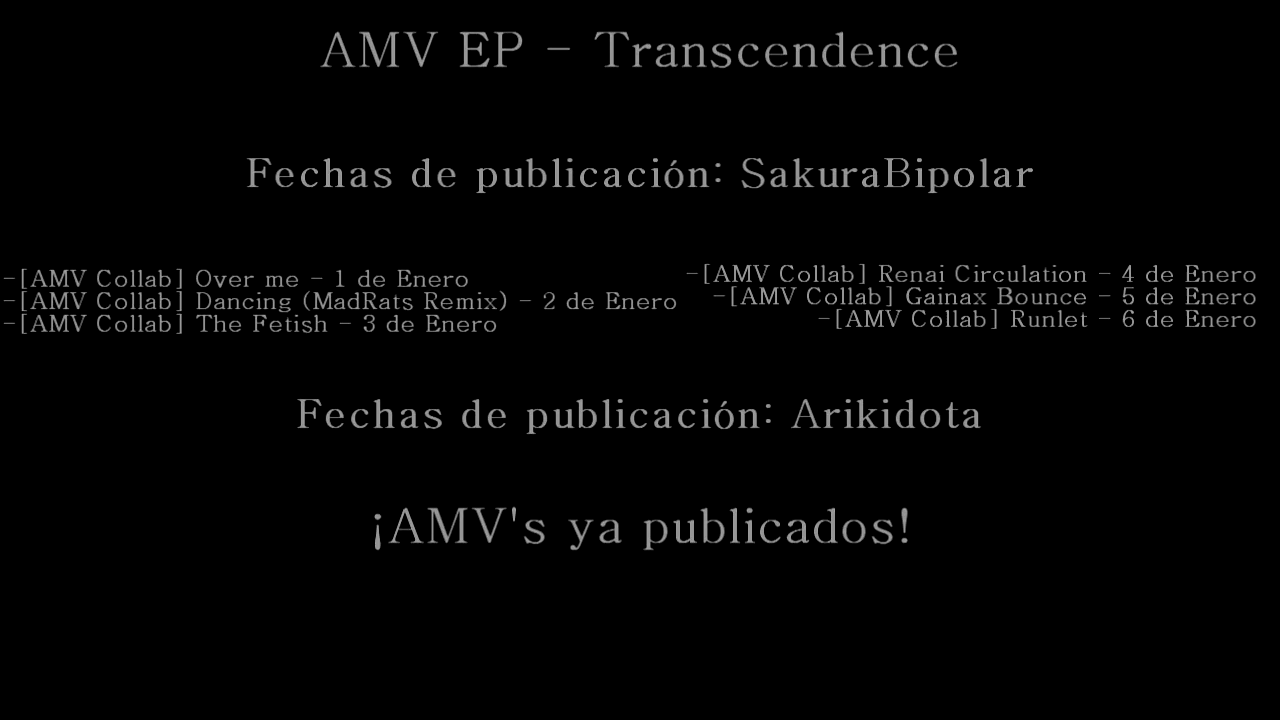 AMV EP - Transcendence
Fechas de publicación: SakuraBipolar
-[AMV Collab] Over me - 1 de Enero
-[AMV Collab] Dancing (MadRats Remix) - 2 de Enero
-[AMV Collab] The Fetish - 3 de Enero
-[AMV Collab] Renai Circulation - 4 de Enero
-[AMV Collab] Gainax Bounce - 5 de Enero
-[AMV Collab] Runlet - 6 de Enero
Fechas de publicación: Arikidota
¡AMV's ya publicados!